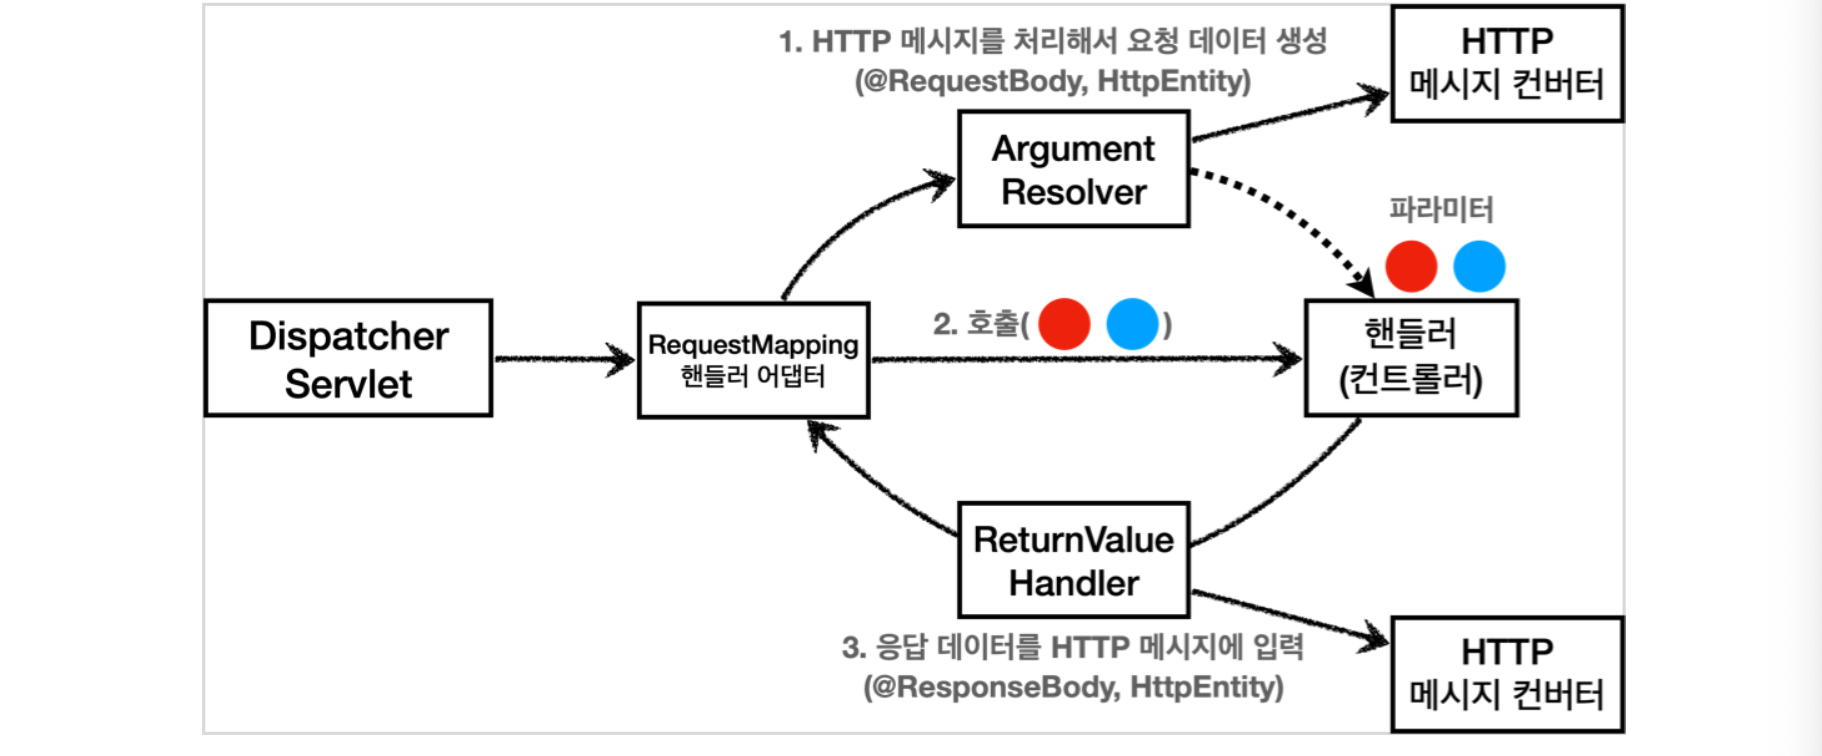 1. HTTP 메시지를 처리해서 요청 데이터 생성
(@RequestBody, HttpEntity)
HTTP
메시지 컨버터
Argument
Resolver
파라미터
Dispatcher
Servlet
RequestMapping
핸들러 어댑터
2. 호출( )
핸들러
(컨트롤러)
ReturnValue
Handler
3. 응답 데이터를 HTTP 메시지에 입력
(@ResponseBody, HttpEntity)
HTTP
메시지 컨버터